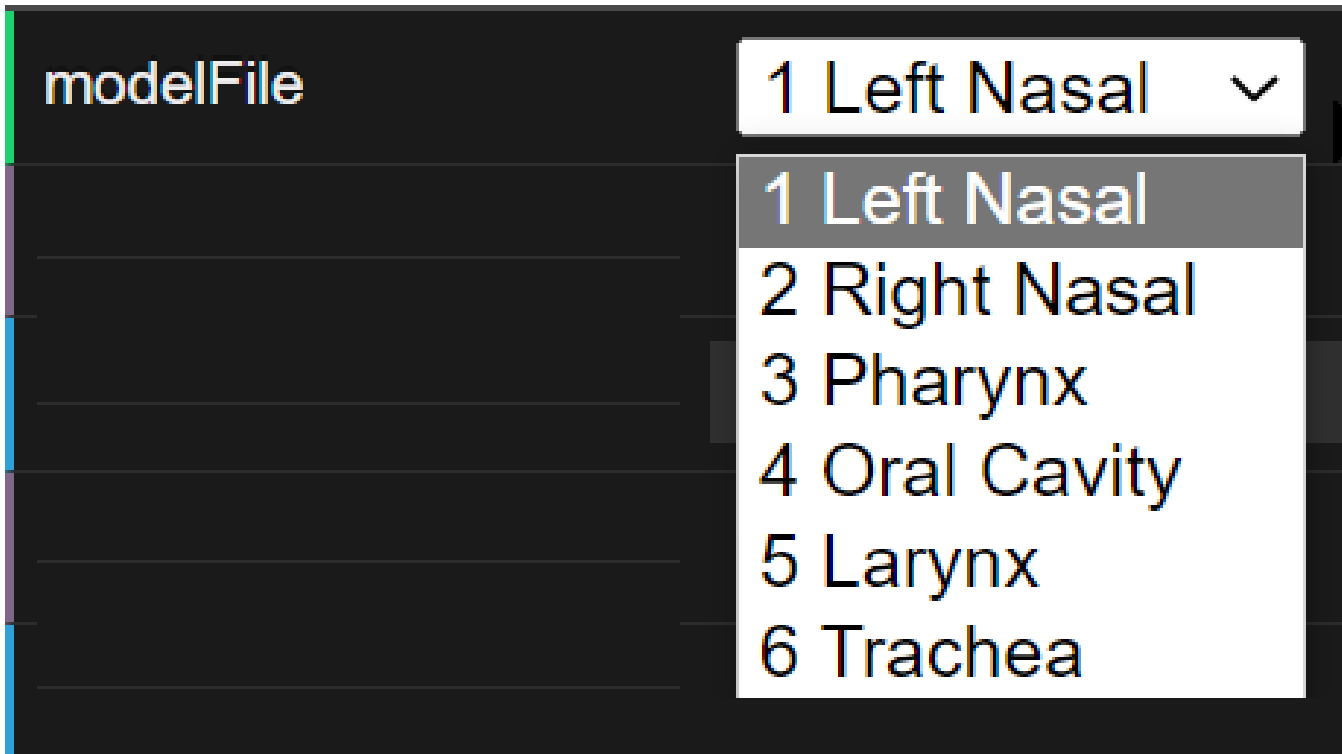 modelFile
1 Left Nasal
1 Left Nasal
2 Right Nasal
3 Pharynx
4 Oral Cavity
5 Larynx
6 Trachea